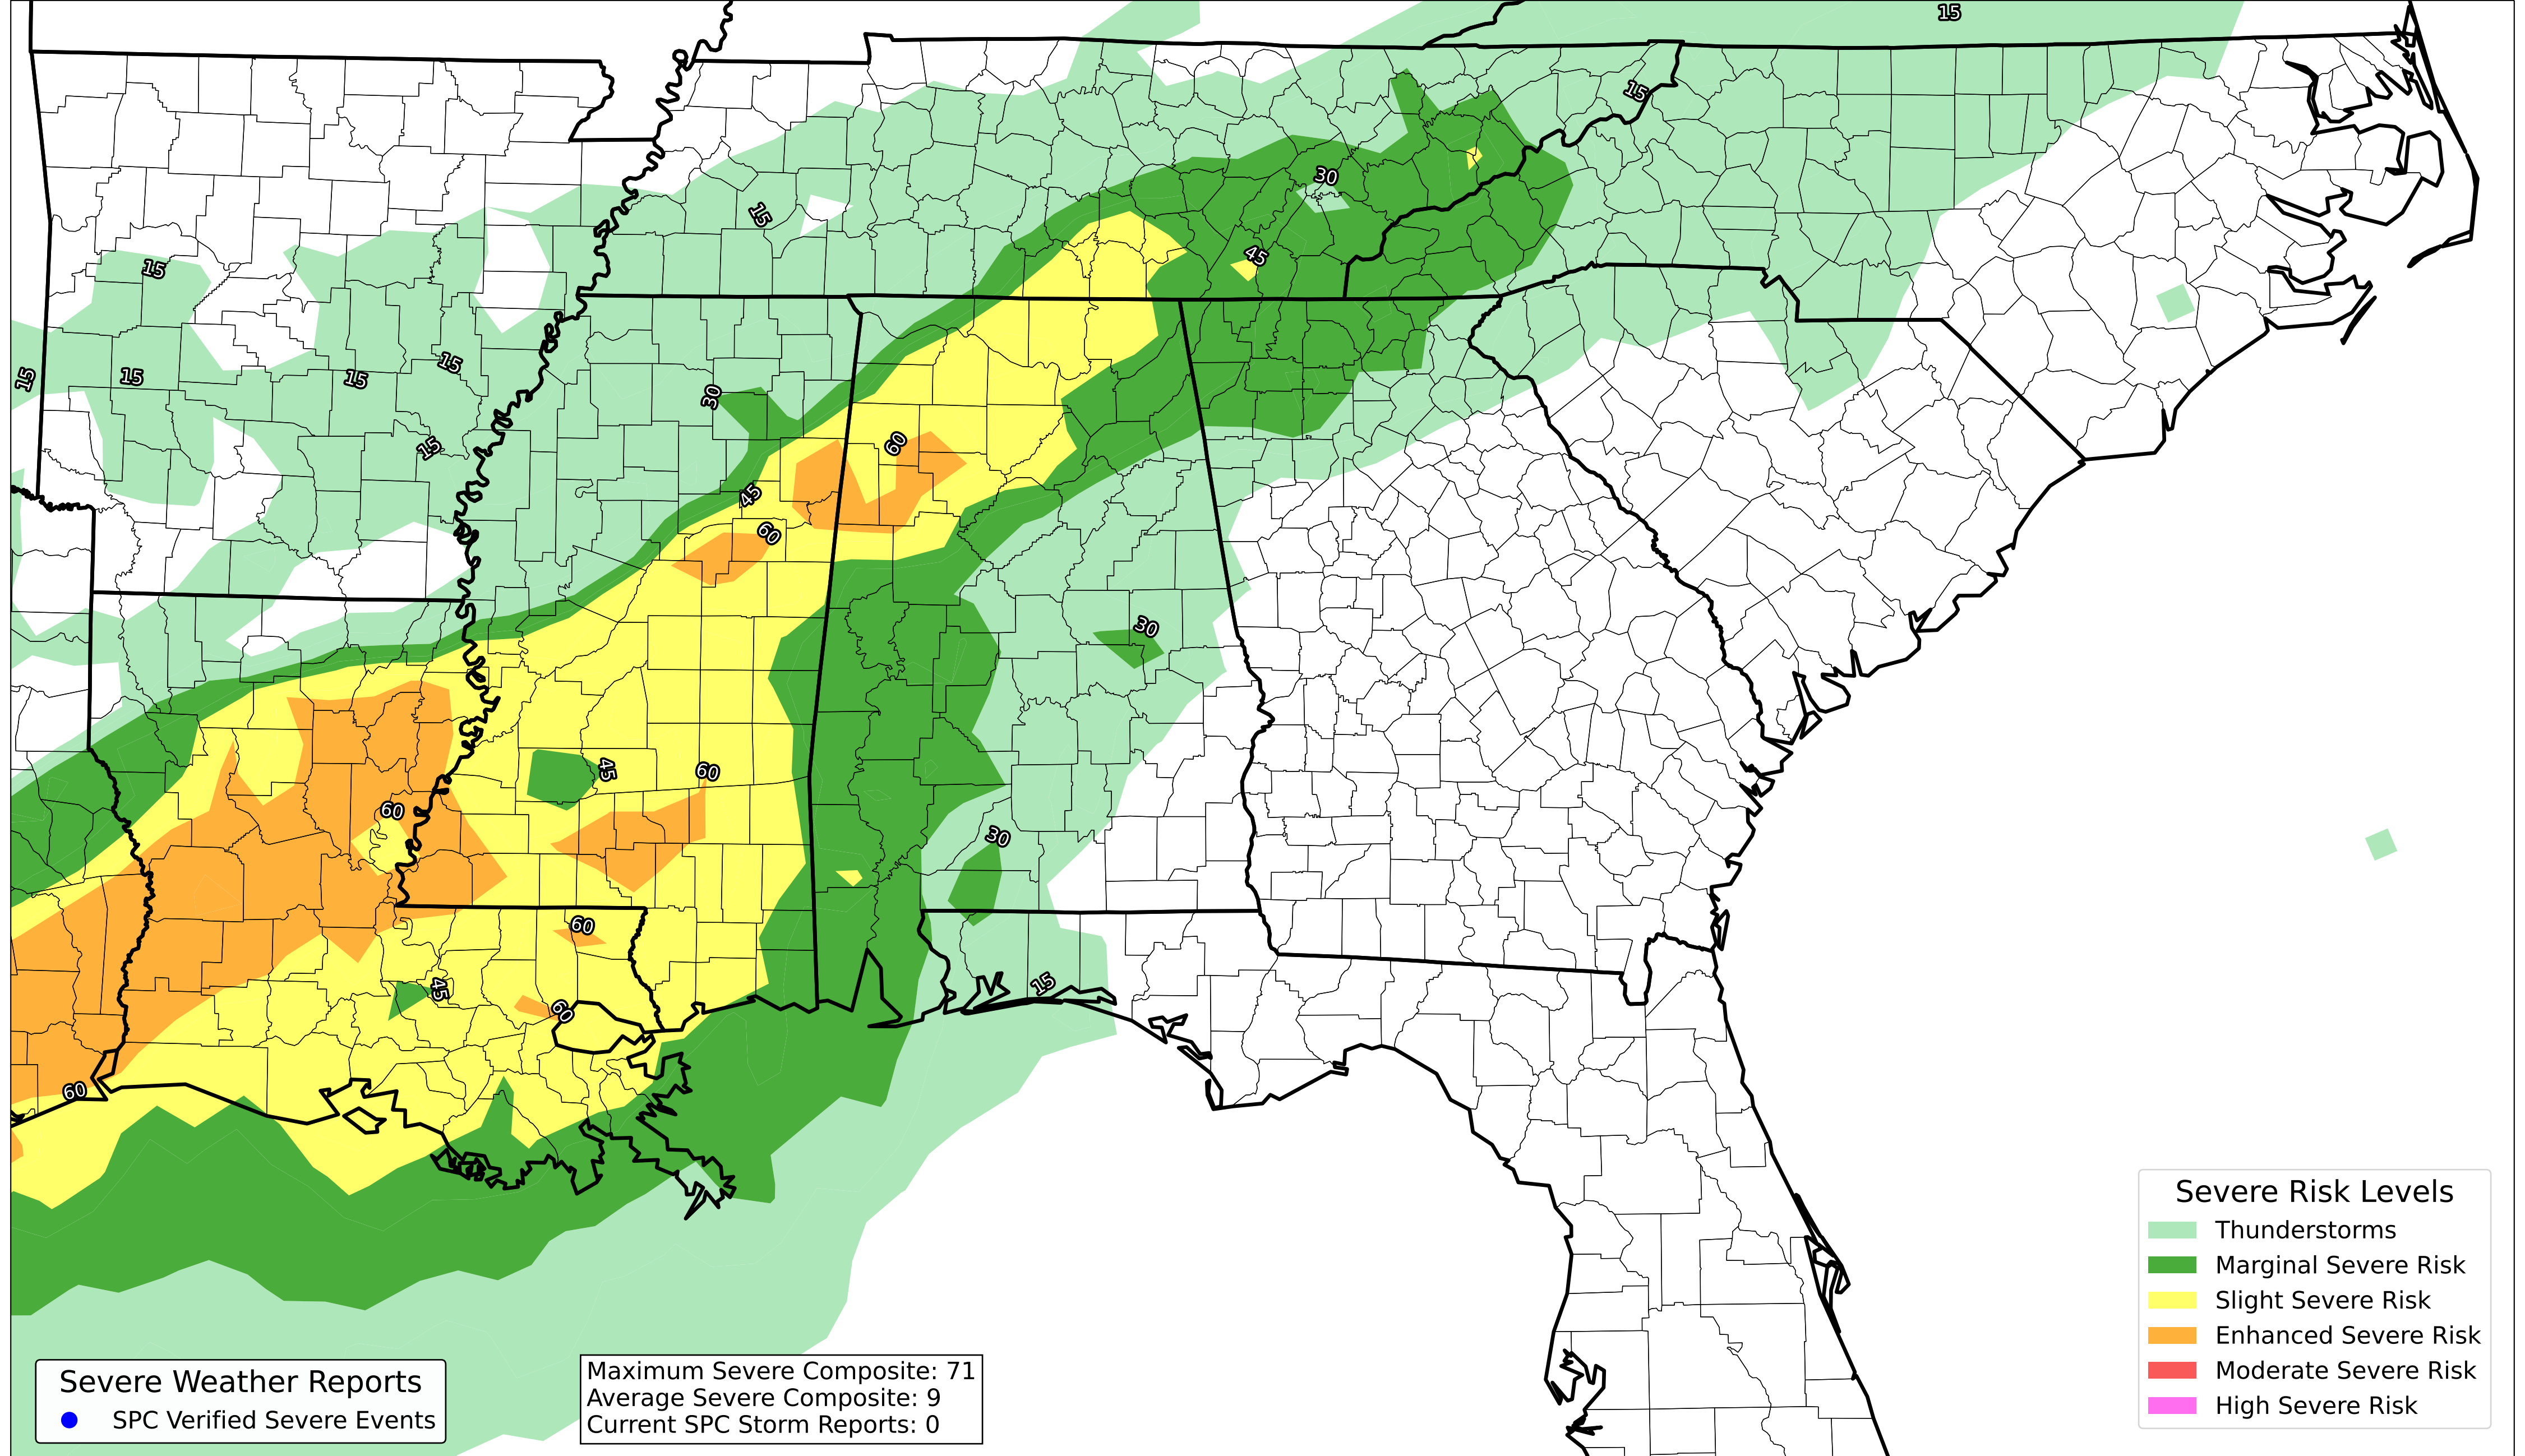 15
15
30
15
45
15
15
15
15
15
30
60
15
45
60
30
45
60
60
30
60
45
60
15
60
Severe Risk Levels
Thunderstorms
Marginal Severe Risk
Slight Severe Risk
Enhanced Severe Risk
Moderate Severe Risk
High Severe Risk
Severe Weather Reports
SPC Verified Severe Events
Maximum Severe Composite: 71
Average Severe Composite: 9
Current SPC Storm Reports: 0